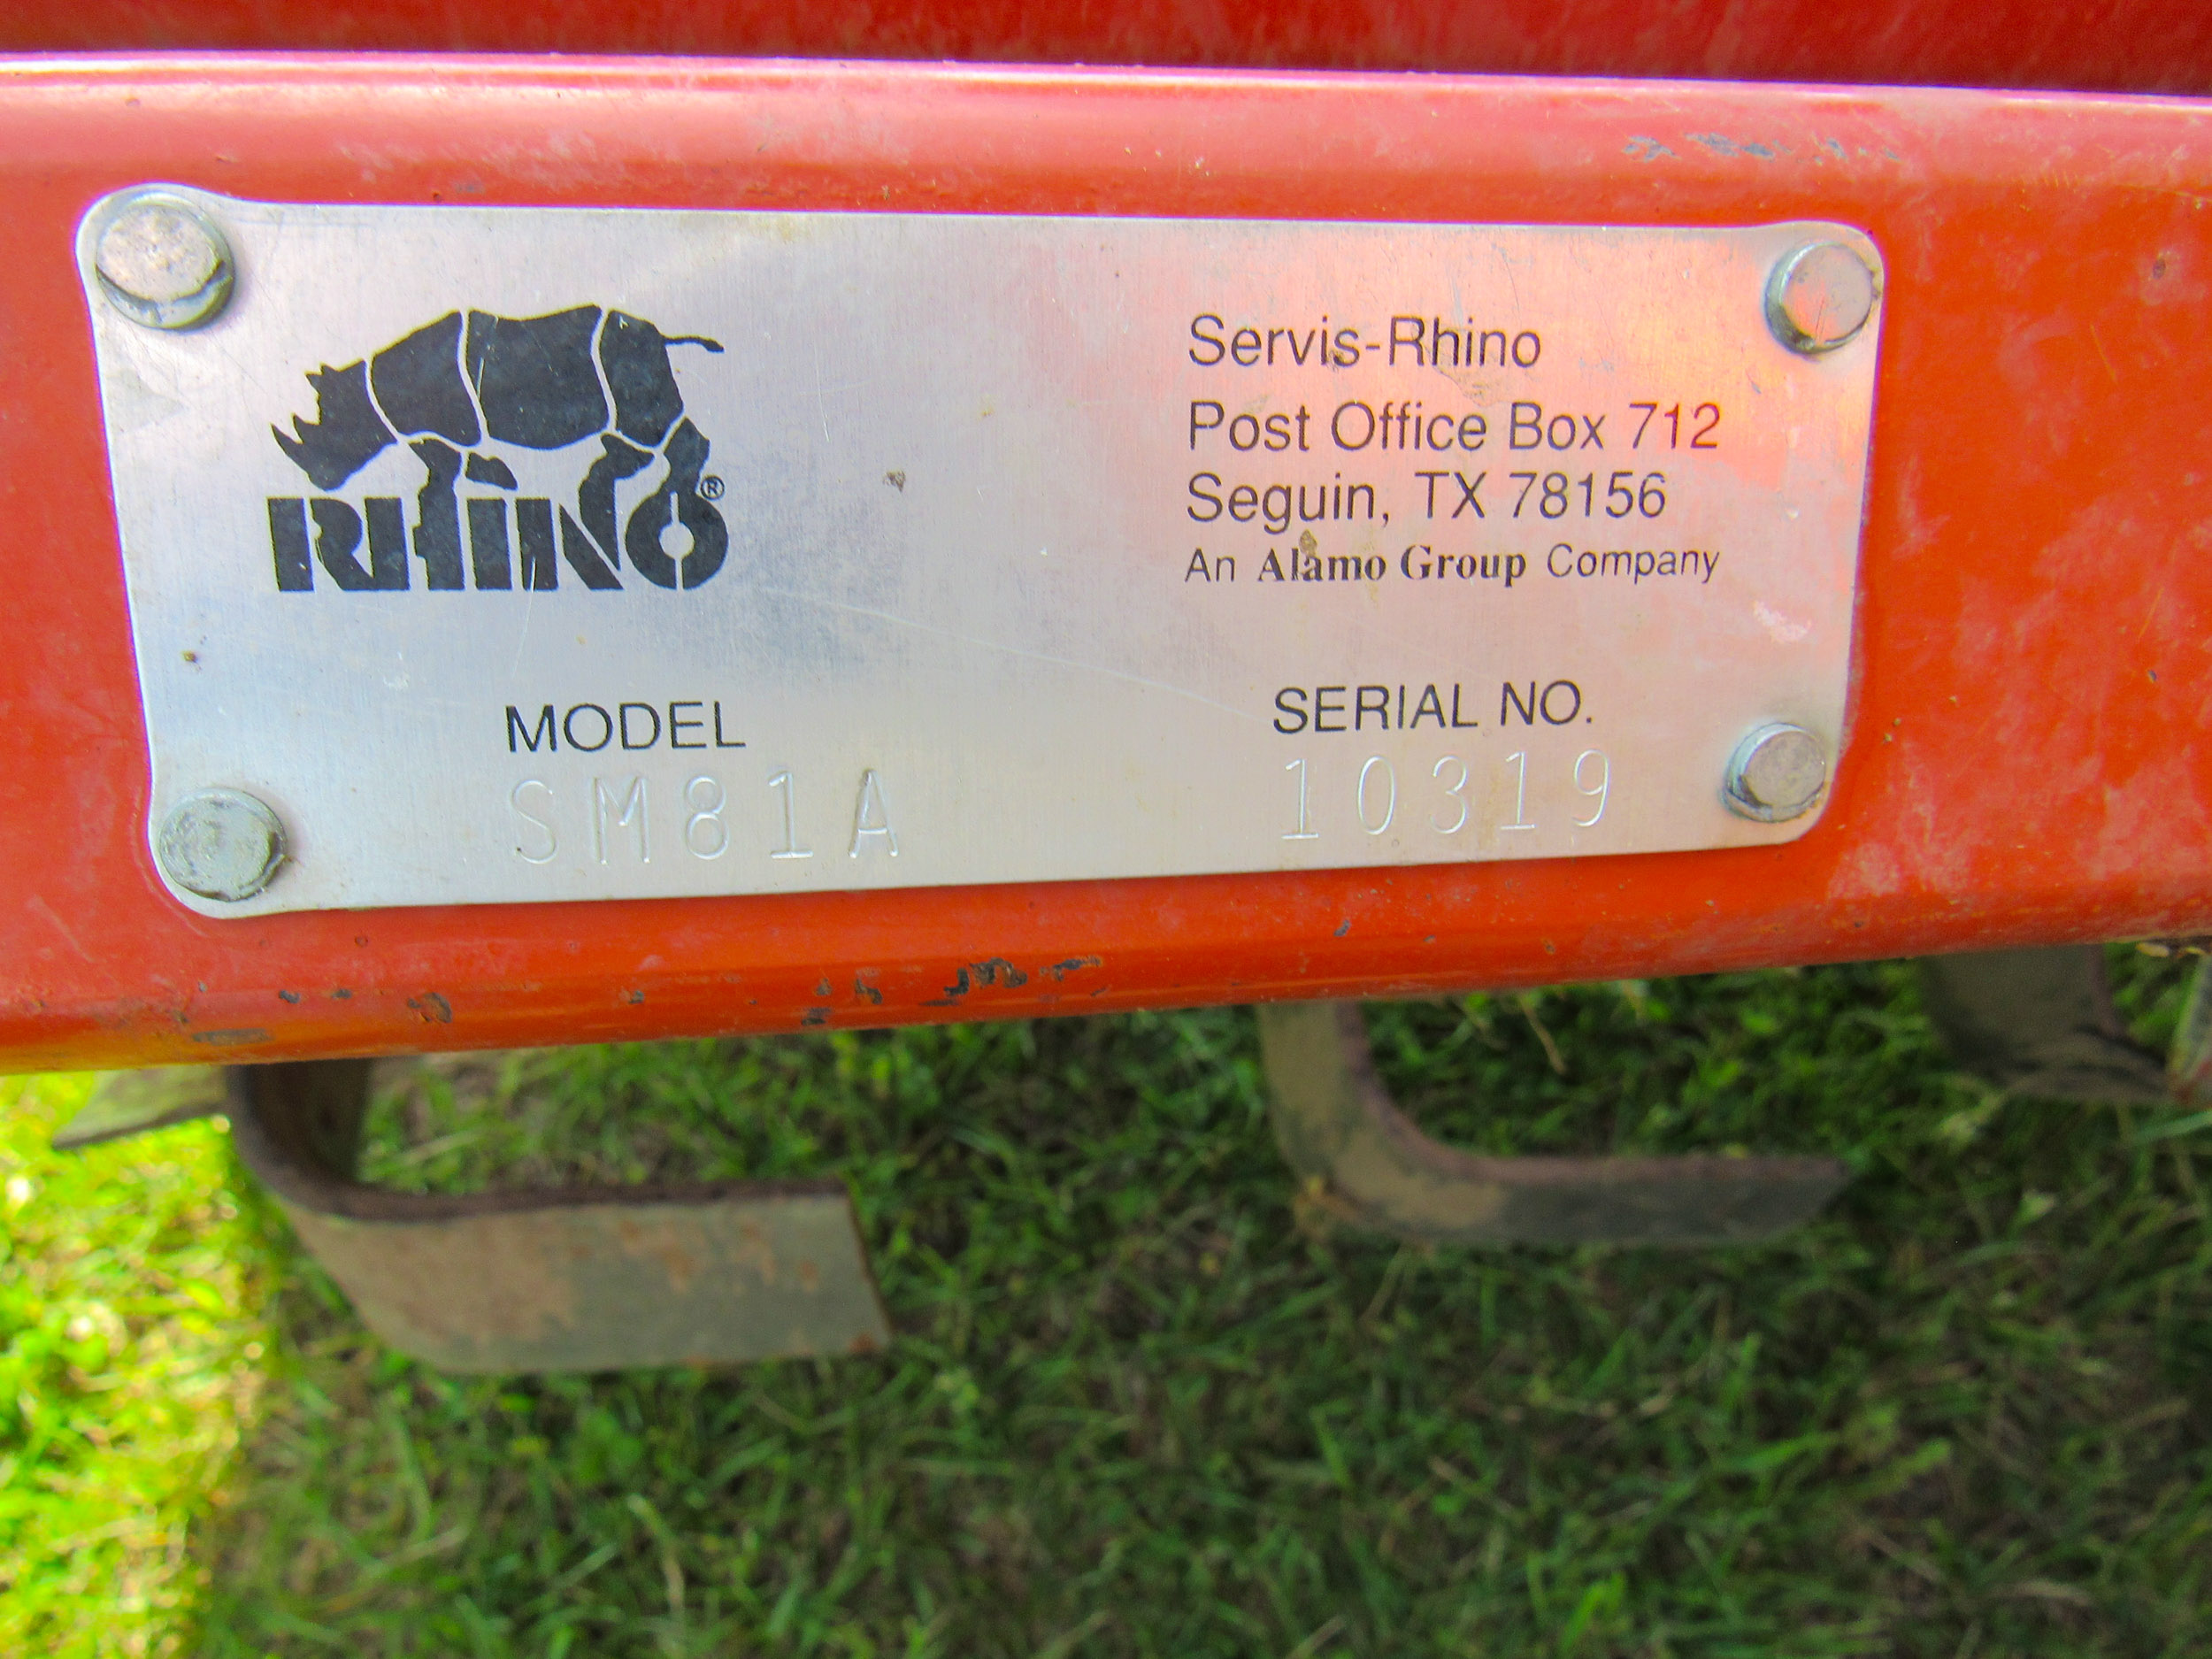 RHINO®
Servis-Rhino
Post Office Box 712
Seguin, TX 78156
An Alamo Group Company
MODEL
SM81A
SERIAL NO.
10319